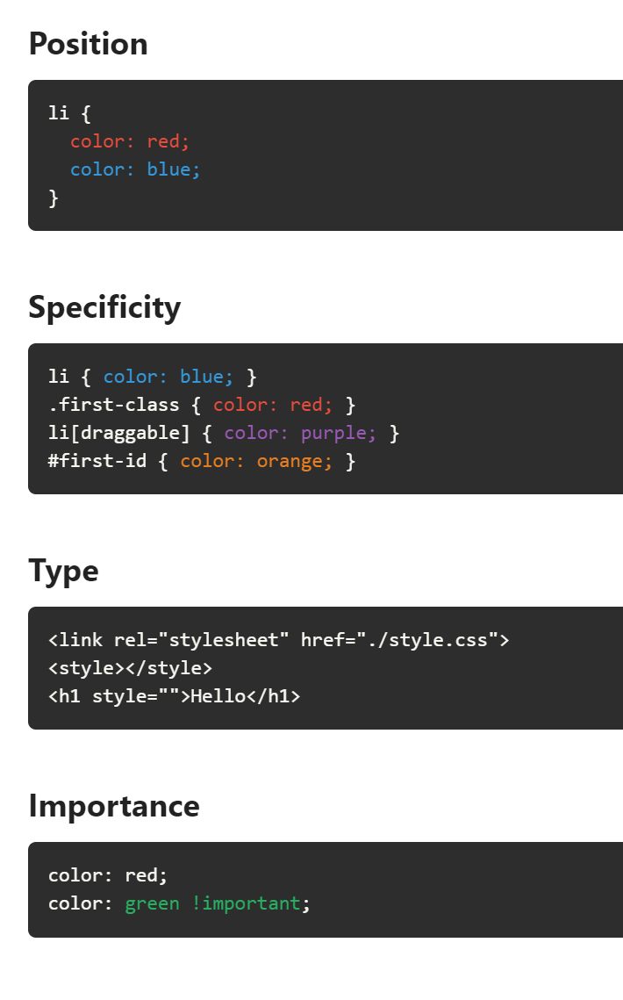 Position
li {
  color: red;
  color: blue;
}
Specificity
li { color: blue; }
.first-class { color: red; }
li[draggable] { color: purple; }
#first-id { color: orange; }
Type
<link rel="stylesheet" href="./style.css">
<style></style>
<h1 style="">Hello</h1>
Importance
color: red;
color: green !important;